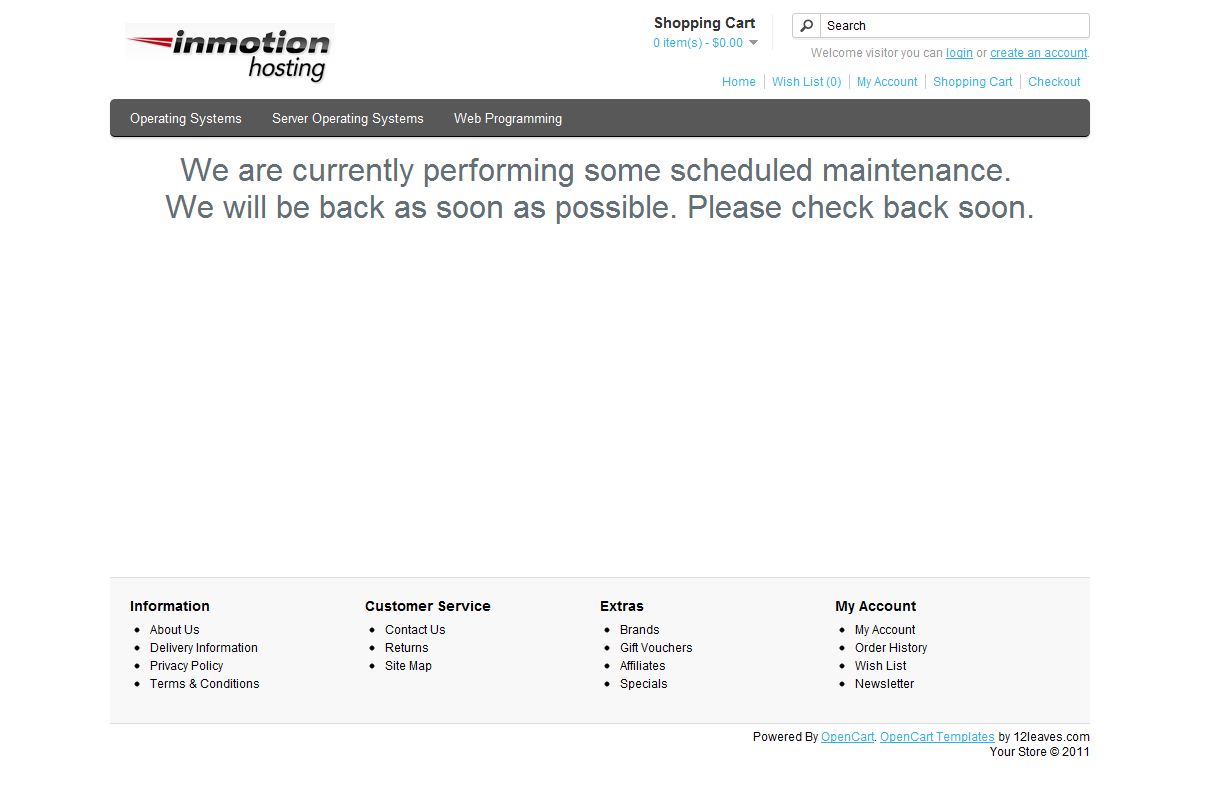 inmotion
hosting
Shopping Cart
0 item(s) - $0.00
Search
Welcome visitor you can login or create an account.
Home
Wish List (0)
My Account
Shopping Cart
Checkout
Operating Systems
Server Operating Systems
Web Programming
We are currently performing some scheduled maintenance.
We will be back as soon as possible. Please check back soon.
Information
About Us
Delivery Information
Privacy Policy
Terms & Conditions
Customer Service
Contact Us
Returns
Site Map
Extras
Brands
Gift Vouchers
Affiliates
Specials
My Account
My Account
Order History
Wish List
Newsletter
Powered By OpenCart. OpenCart Templates by 12leaves.com
Your Store © 2011